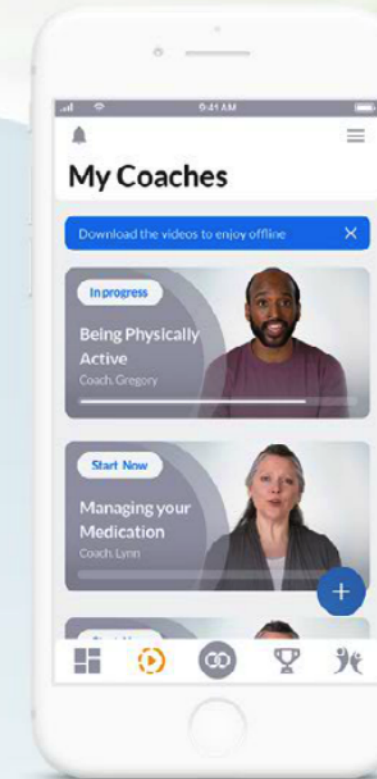 9:41 AM
My Coaches
Download the videos to enjoy offline
In progress
Being Physically
Active
Coach. Gregory
Start Now
Managing your
Medication
Coach. Lynn